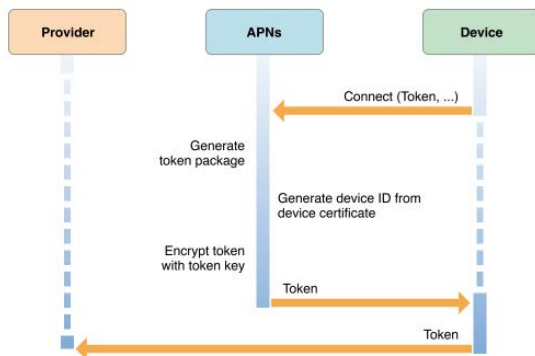 Provider
APNs
Device
Connect (Token, ...)
Generate
token package
Generate device ID from
device certificate
Encrypt token
with token key
Token
Token